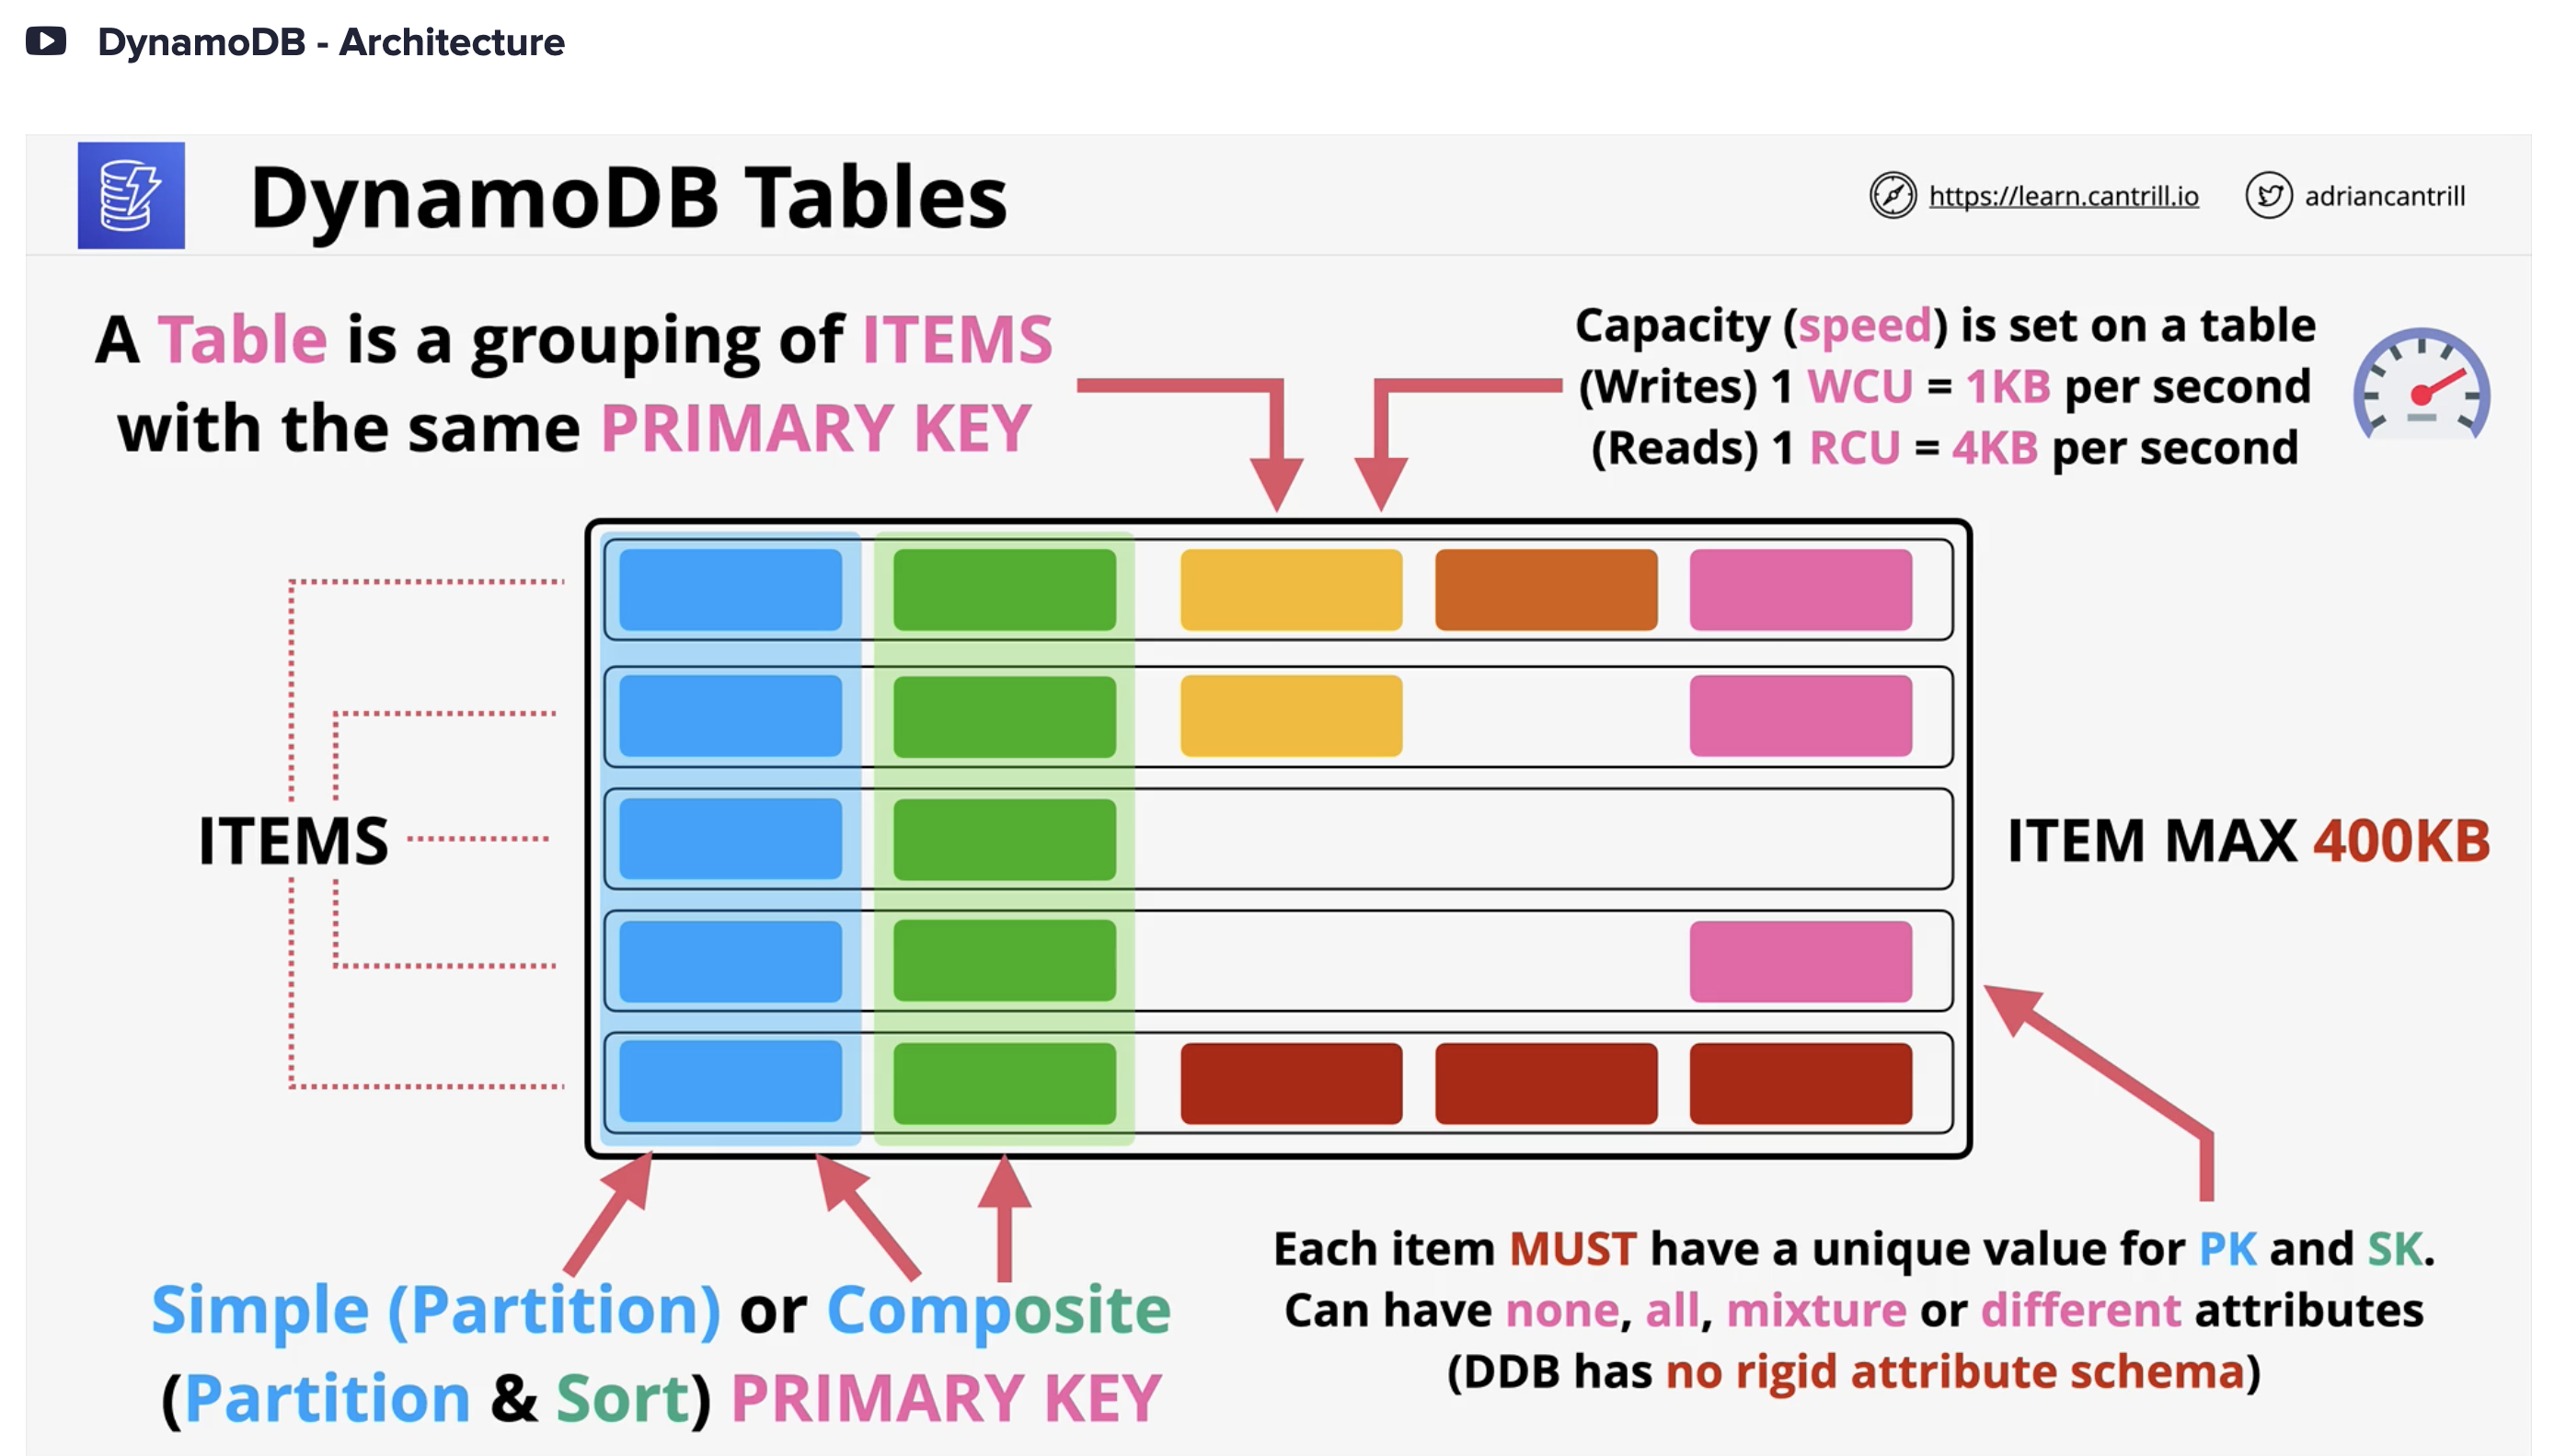 DynamoDB - Architecture
DynamoDB Tables
https://learn.cantrill.io
adriancantrill
A Table is a grouping of ITEMS
with the same PRIMARY KEY
Capacity (speed) is set on a table
(Writes) 1 WCU = 1KB per second
(Reads) 1 RCU = 4KB per second
ITEMS
ITEM MAX 400KB
Simple (Partition) or Composite
(Partition & Sort) PRIMARY KEY
Each item MUST have a unique value for PK and SK.
Can have none, all, mixture or different attributes
(DDB has no rigid attribute schema)